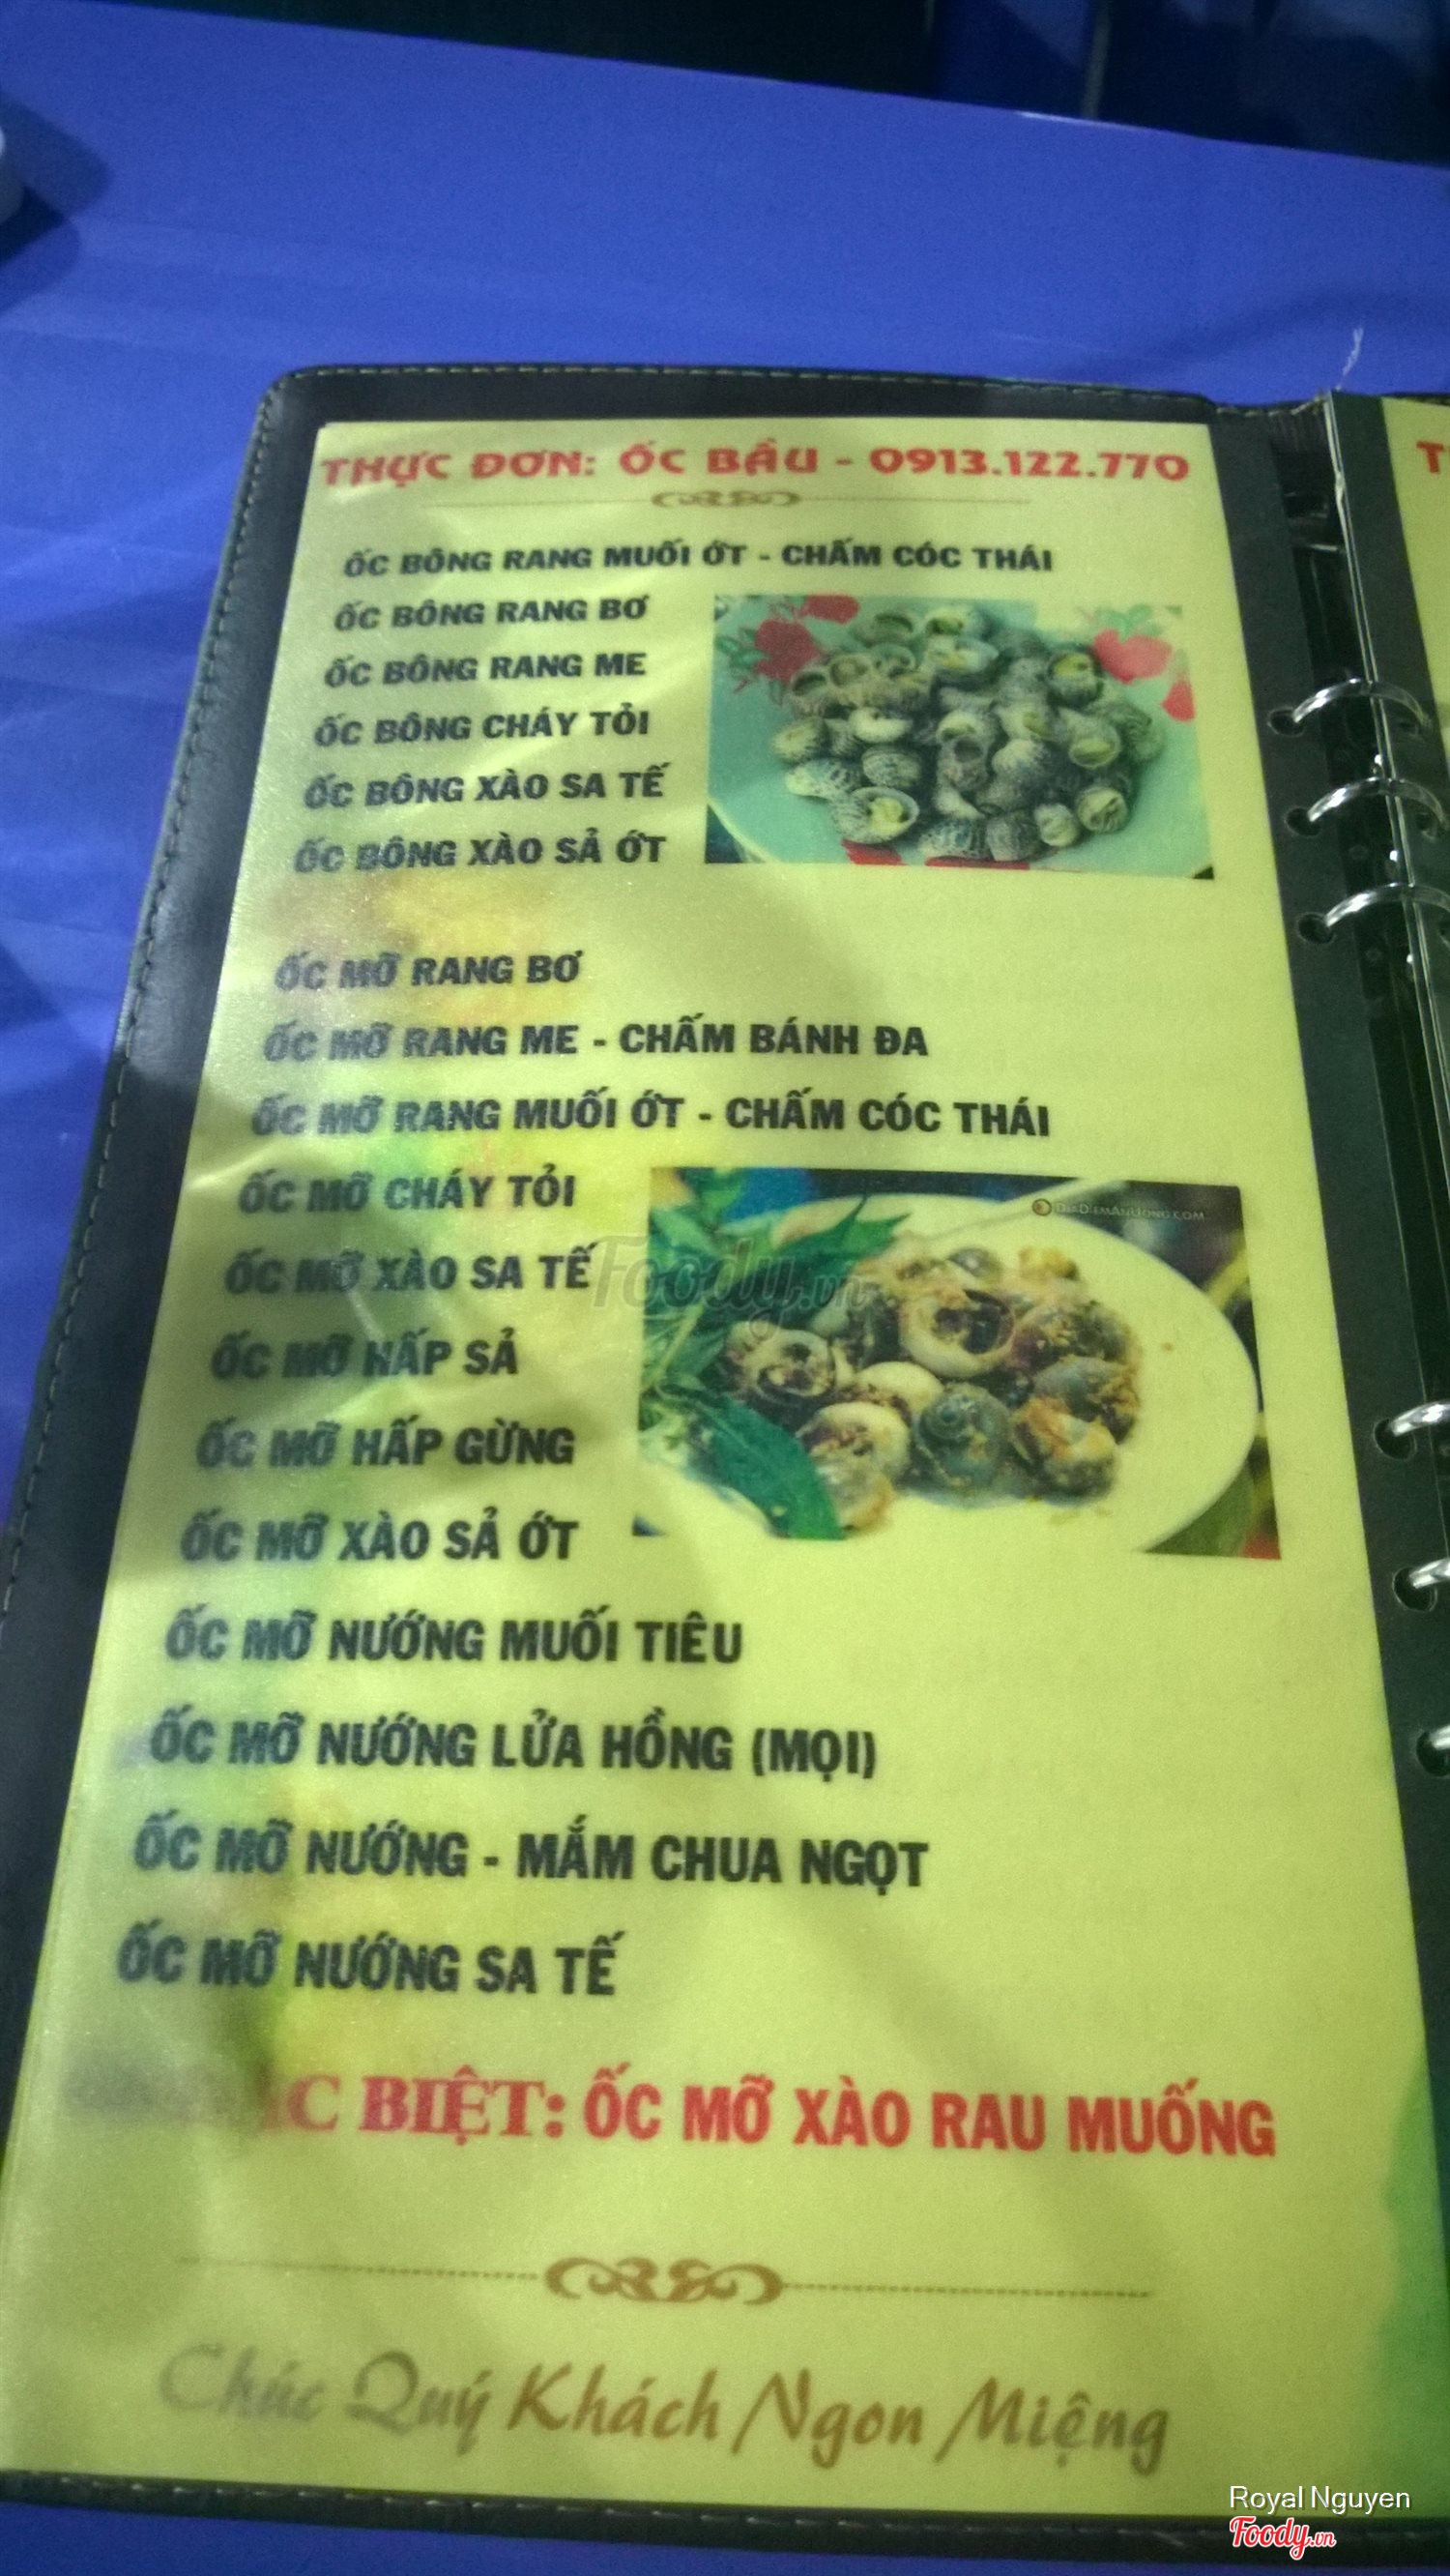 THỰC ĐƠN: ỐC BẦU - 0913.122.770
ỐC BÔNG RANG MUỐI ỚT - CHẤM CÓC THÁI
ỐC BÔNG RANG BƠ
ỐC BÔNG RANG ME
ỐC BÔNG CHÁY TỎI
ỐC BÔNG XÀO SA TẾ
ỐC BÔNG XÀO SẢ ỚT
ỐC MỠ RANG BƠ
ỐC MỠ RANG ME - CHẤM BÁNH ĐA
ỐC MỠ RANG MUỐI ỚT - CHẤM CÓC THÁI
ỐC MỠ CHÁY TỎI
DIADIEMANUONG.COM
ỐC MỠ XÀO SA TẾ
Foody.vn
ỐC MỠ HẤP SẢ
ỐC MỠ HẤP GỪNG
ỐC MỠ XÀO SẢ ỚT
ỐC MỠ NƯỚNG MUỐI TIÊU
ỐC MỠ NƯỚNG LỬA HỒNG (MỌI)
ỐC MỠ NƯỚNG - MẮM CHUA NGỌT
ỐC MỠ NƯỚNG SA TẾ
BIỆT: ỐC MỠ XÀO RAU MUỐNG
Chúc Quý Khách Ngon Miệng
Royal Nguyen
Foody.vn